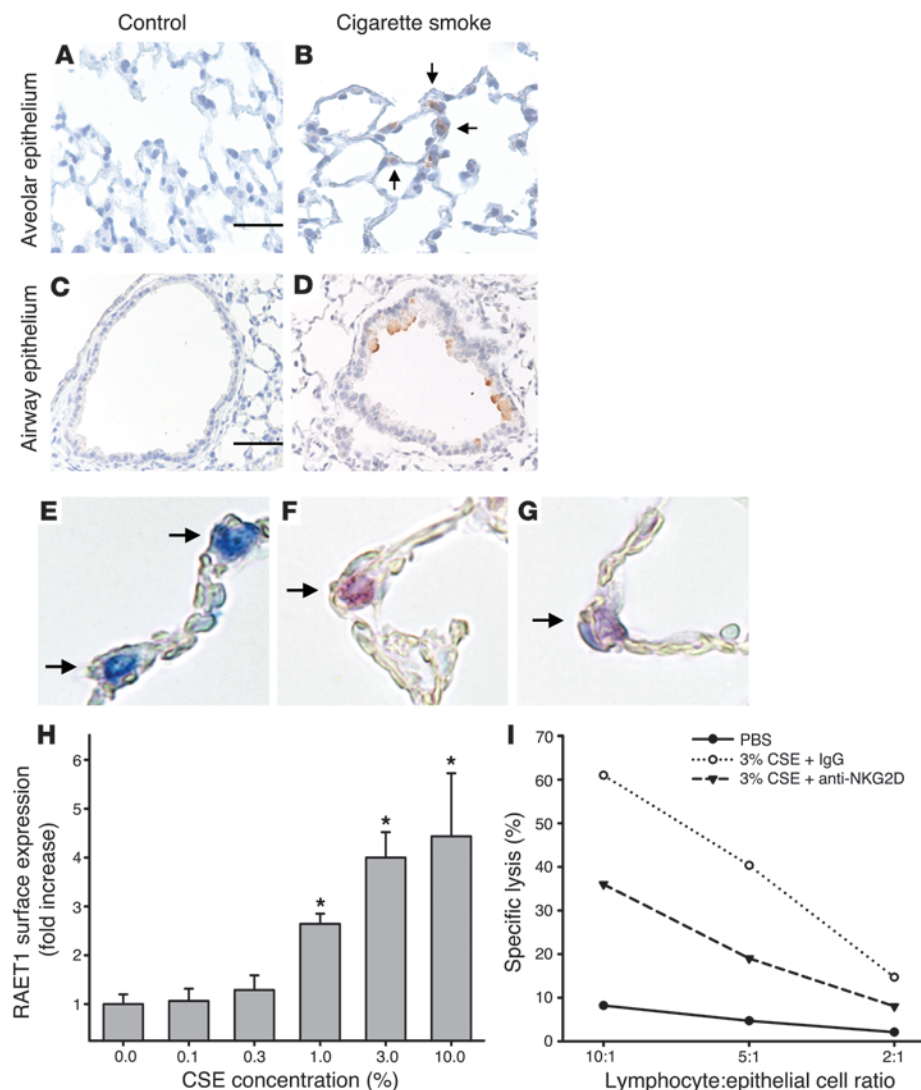 Control Cigarette smoke
A B
Aveolar epithelium
C D
Airway epithelium
E F G
H
RAET1 surface expression
(fold increase)
6
5
4
3
2
1
* * *
0.0 0.1 0.3 1.0 3.0 10.0
CSE concentration (%)
I
Specific lysis (%)
70
60
50
40
30
20
10
0
PBS
3% CSE + IgG
3% CSE + anti-NKG2D
10:1 5:1 2:1
Lymphocyte:epithelial cell ratio